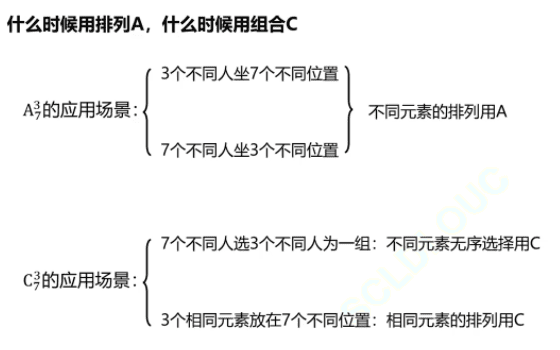 什么时候用排列A，什么时候用组合C
3个不同人坐7个不同位置
A₇³的应用场景：
不同元素的排列用A
7个不同人坐3个不同位置
7个不同人选3个不同人为一组：不同元素无序选择用C
C₇³的应用场景：
3个相同元素放在7个不同位置：相同元素的排列用C